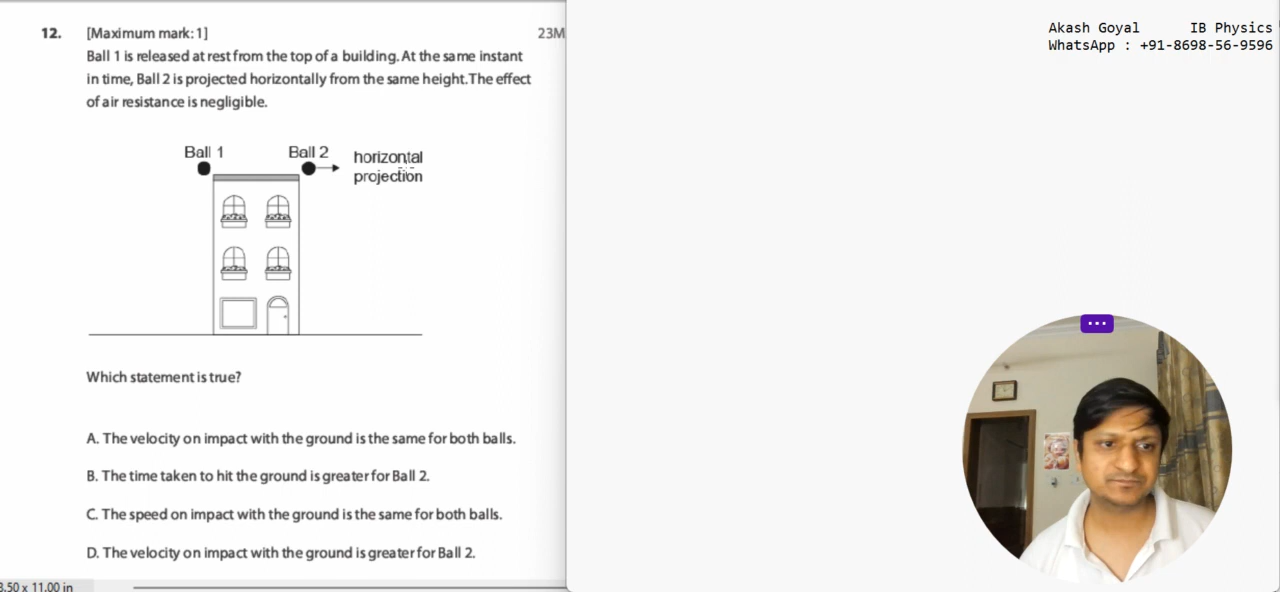 12. [Maximum mark: 1] 23M
Ball 1 is released at rest from the top of a building. At the same instant
in time, Ball 2 is projected horizontally from the same height. The effect
of air resistance is negligible.
Ball 1 Ball 2 horizontal
projection
Which statement is true?
A. The velocity on impact with the ground is the same for both balls.
B. The time taken to hit the ground is greater for Ball 2.
C. The speed on impact with the ground is the same for both balls.
D. The velocity on impact with the ground is greater for Ball 2.
8.50 x 11.00 in
Akash Goyal IB Physics
WhatsApp : +91-8698-56-9596